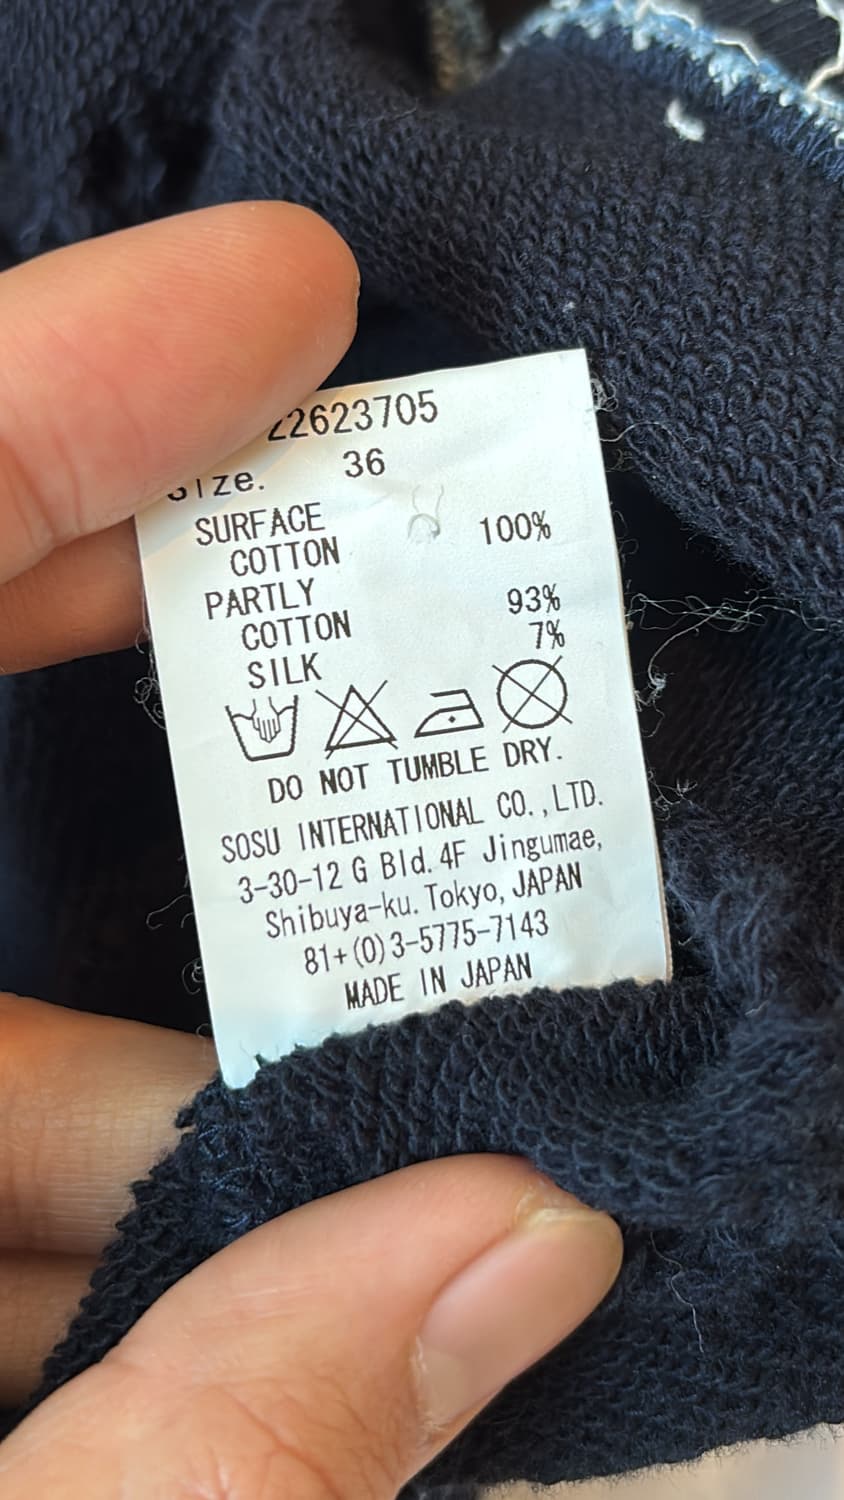 22623705
Size. 36
SURFACE
COTTON 100%
PARTLY
COTTON 93%
SILK 7%
DO NOT TUMBLE DRY.
SOSU INTERNATIONAL CO.,LTD.
3-30-12 G Bld. 4F Jingumae,
Shibuya-ku. Tokyo, JAPAN
81+(0)3-5775-7143
MADE IN JAPAN